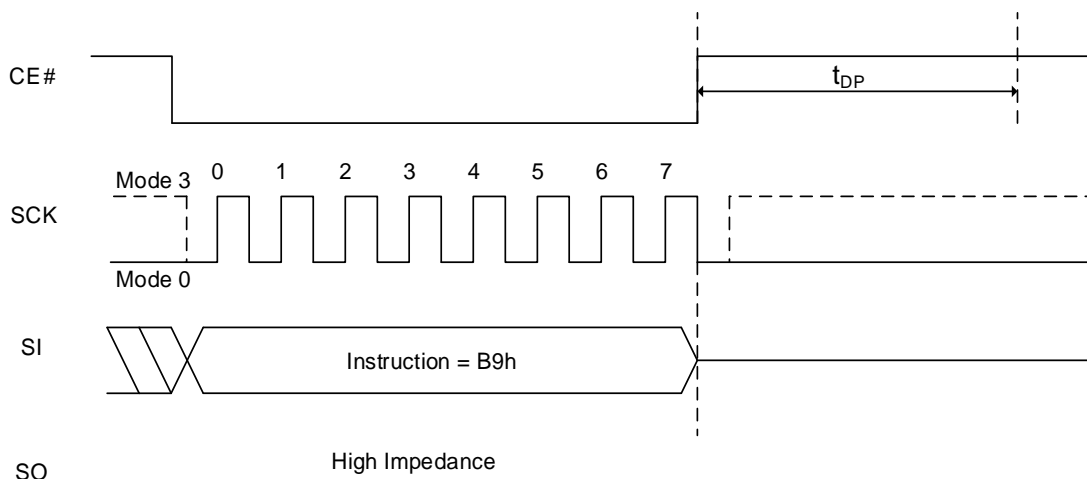 CE#
tDP
0 1 2 3 4 5 6 7
Mode 3
SCK
Mode 0
SI
Instruction = B9h
High Impedance
SO